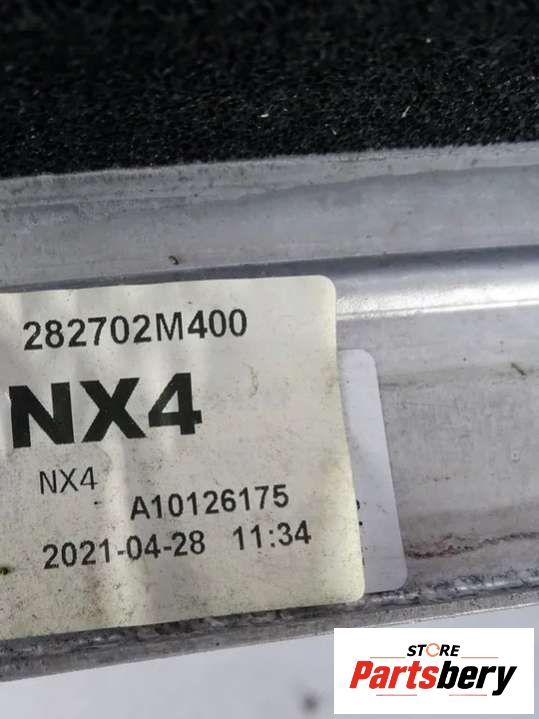 282702M400
NX4
NX4
A10126175
2021-04-28 11:34
STORE
Partsbery